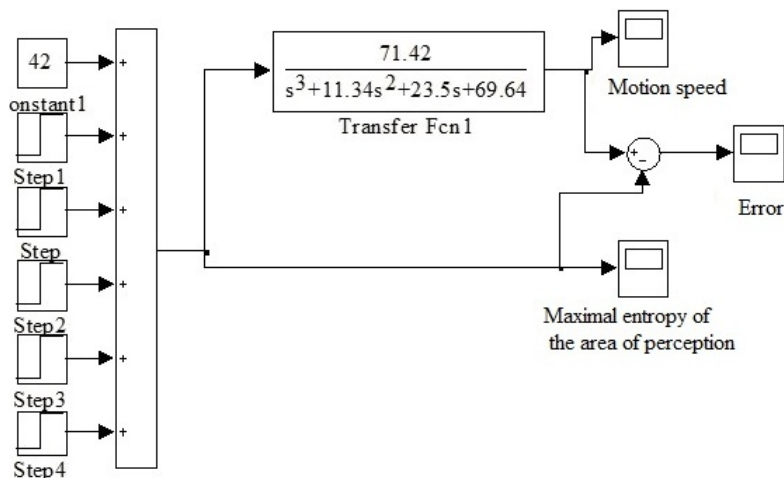 42
onstant1
Step1
Step
Step2
Step3
Step4
+
+
+
+
+
+
71.42
s³+11.34s²+23.5s+69.64
Transfer Fcn1
Motion speed
+
−
Error
Maximal entropy of
the area of perception